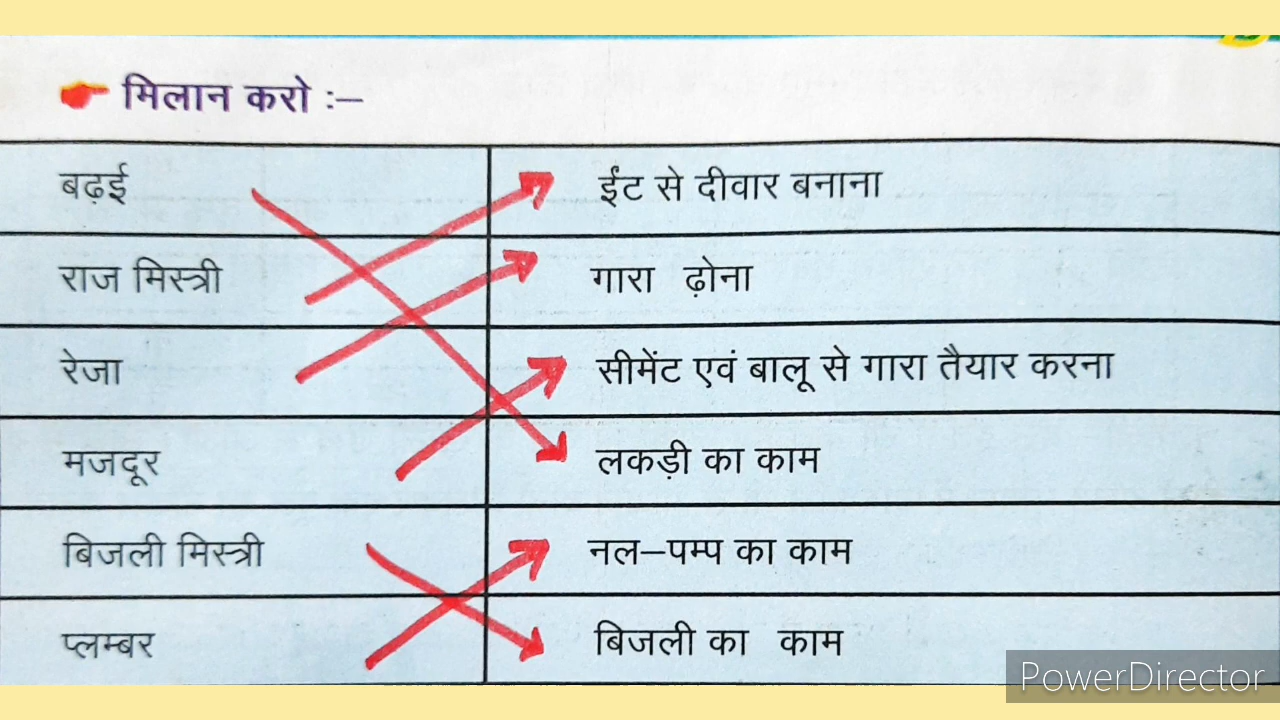 मिलान करो :–
बढ़ई ईंट से दीवार बनाना
राज मिस्त्री गारा ढ़ोना
रेजा सीमेंट एवं बालू से गारा तैयार करना
मजदूर लकड़ी का काम
बिजली मिस्त्री नल–पम्प का काम
प्लम्बर बिजली का काम
PowerDirector